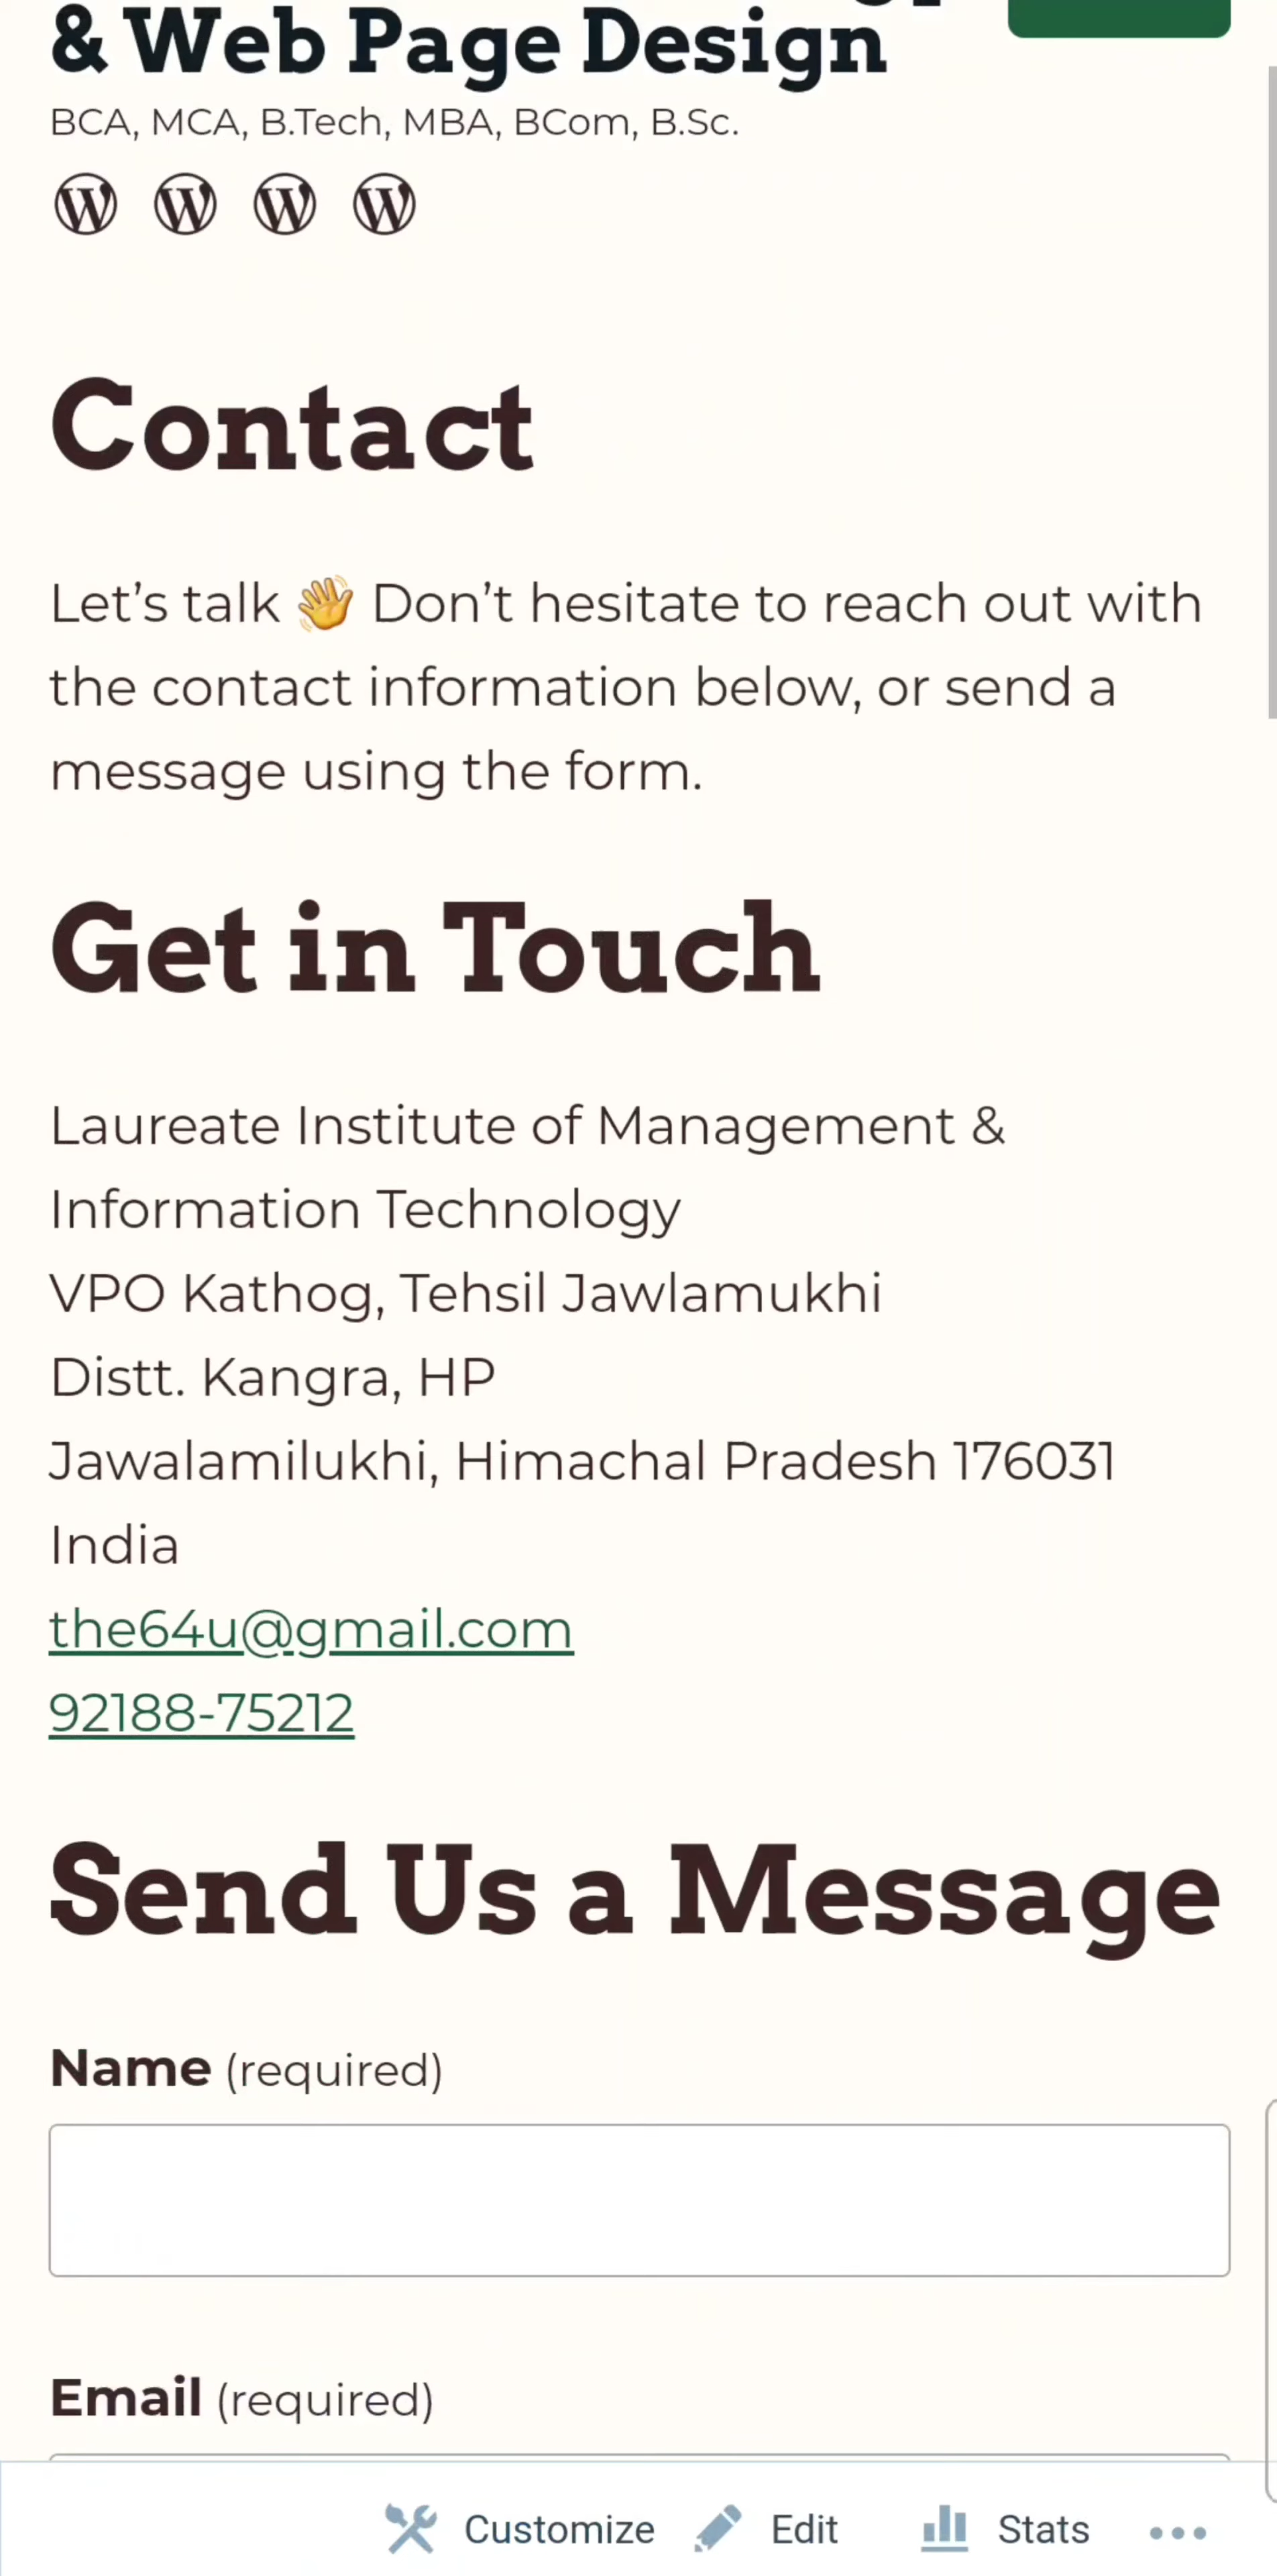 & Web Page Design
BCA, MCA, B.Tech, MBA, BCom, B.Sc.
Contact
Let’s talk 👋 Don’t hesitate to reach out with
the contact information below, or send a
message using the form.
Get in Touch
Laureate Institute of Management &
Information Technology
VPO Kathog, Tehsil Jawlamukhi
Distt. Kangra, HP
Jawalamilukhi, Himachal Pradesh 176031
India
the64u@gmail.com
92188-75212
Send Us a Message
Name (required)
Email (required)
Customize Edit Stats